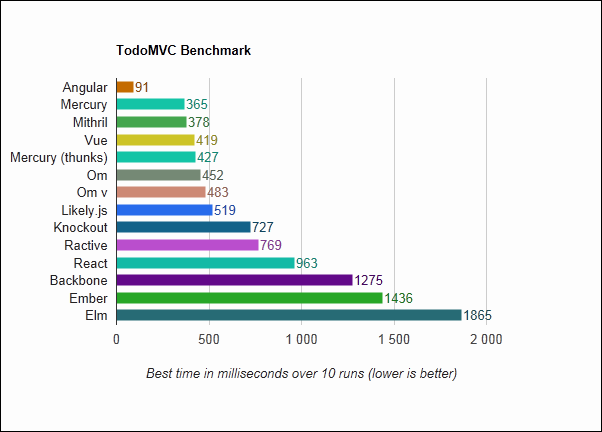 TodoMVC Benchmark
Angular 91
Mercury 365
Mithril 378
Vue 419
Mercury (thunks) 427
Om 452
Om v 483
Likely.js 519
Knockout 727
Ractive 769
React 963
Backbone 1275
Ember 1436
Elm 1865
0 500 1 000 1 500 2 000
Best time in milliseconds over 10 runs (lower is better)